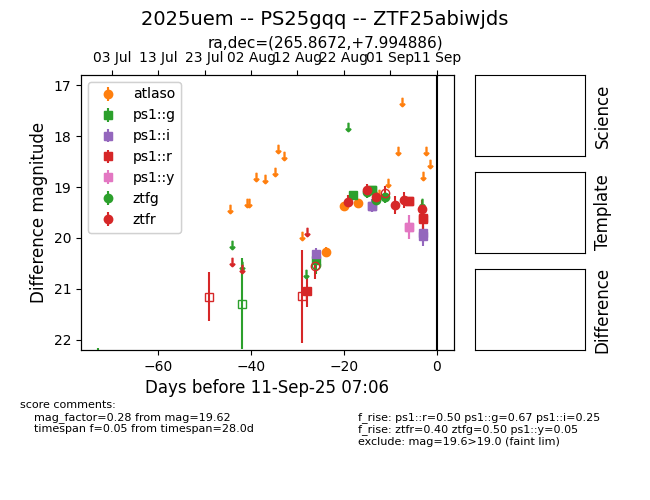 2025uem -- PS25gqq -- ZTF25abiwjds
ra,dec=(265.8672,+7.994886)
03 Jul 13 Jul 23 Jul 02 Aug 12 Aug 22 Aug 01 Sep 11 Sep
17
18
19
20
21
22
Difference magnitude
atlaso
ps1::g
ps1::i
ps1::r
ps1::y
ztfg
ztfr
−60 −40 −20 0
Days before 11-Sep-25 07:06
Science
Template
Difference
score comments:
mag_factor=0.28 from mag=19.62
timespan f=0.05 from timespan=28.0d
f_rise: ps1::r=0.50 ps1::g=0.67 ps1::i=0.25
f_rise: ztfr=0.40 ztfg=0.50 ps1::y=0.05
exclude: mag=19.6>19.0 (faint lim)